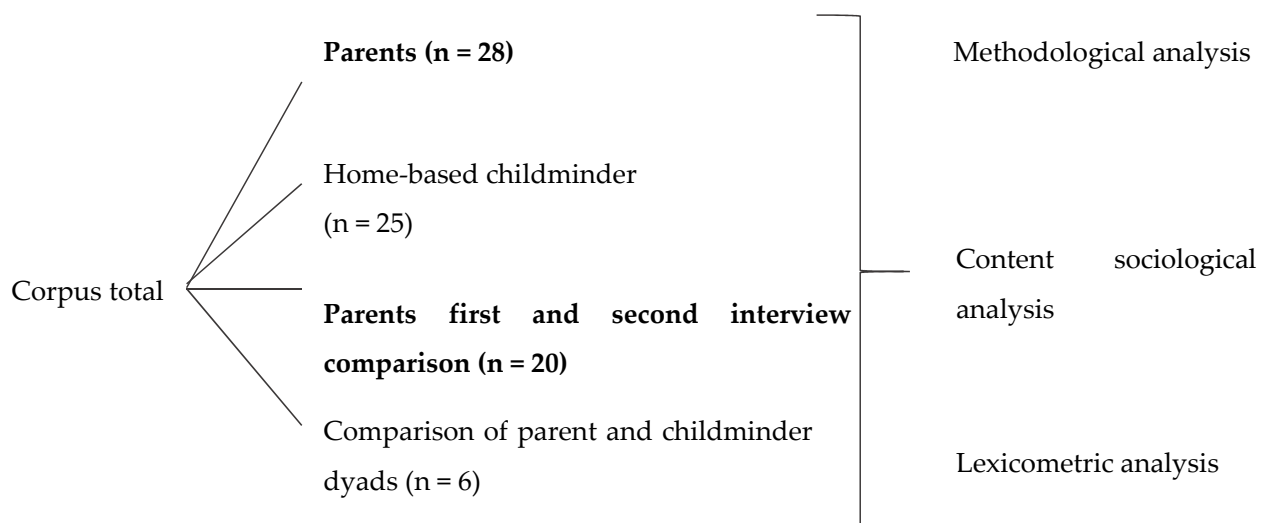 Corpus total
Parents (n = 28)
Home-based childminder
(n = 25)
Parents first and second interview
comparison (n = 20)
Comparison of parent and childminder
dyads (n = 6)
Methodological analysis
Content sociological
analysis
Lexicometric analysis